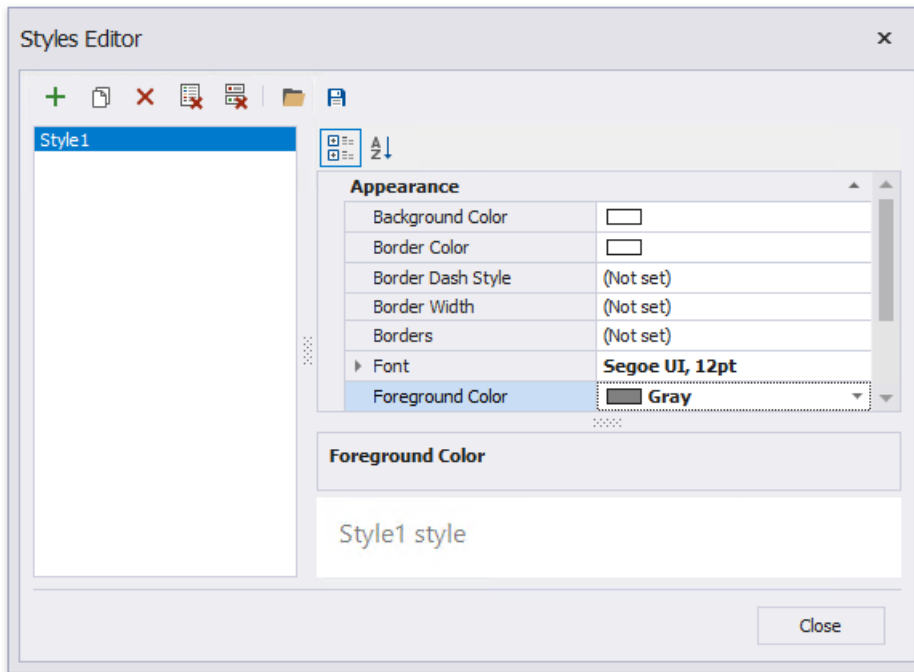 Styles Editor
Style1
Appearance
Background Color
Border Color
Border Dash Style (Not set)
Border Width (Not set)
Borders (Not set)
Font Segoe UI, 12pt
Foreground Color Gray
Foreground Color
Style1 style
Close